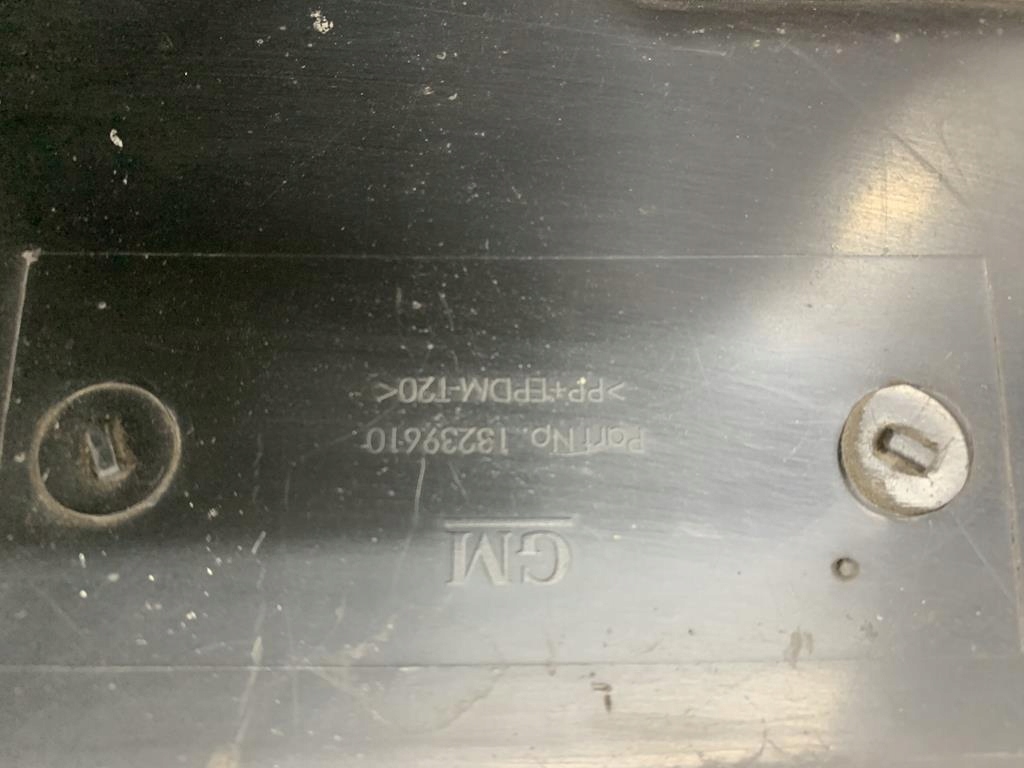 GM
Part No. 13239610
>PP+EPDM-T20<